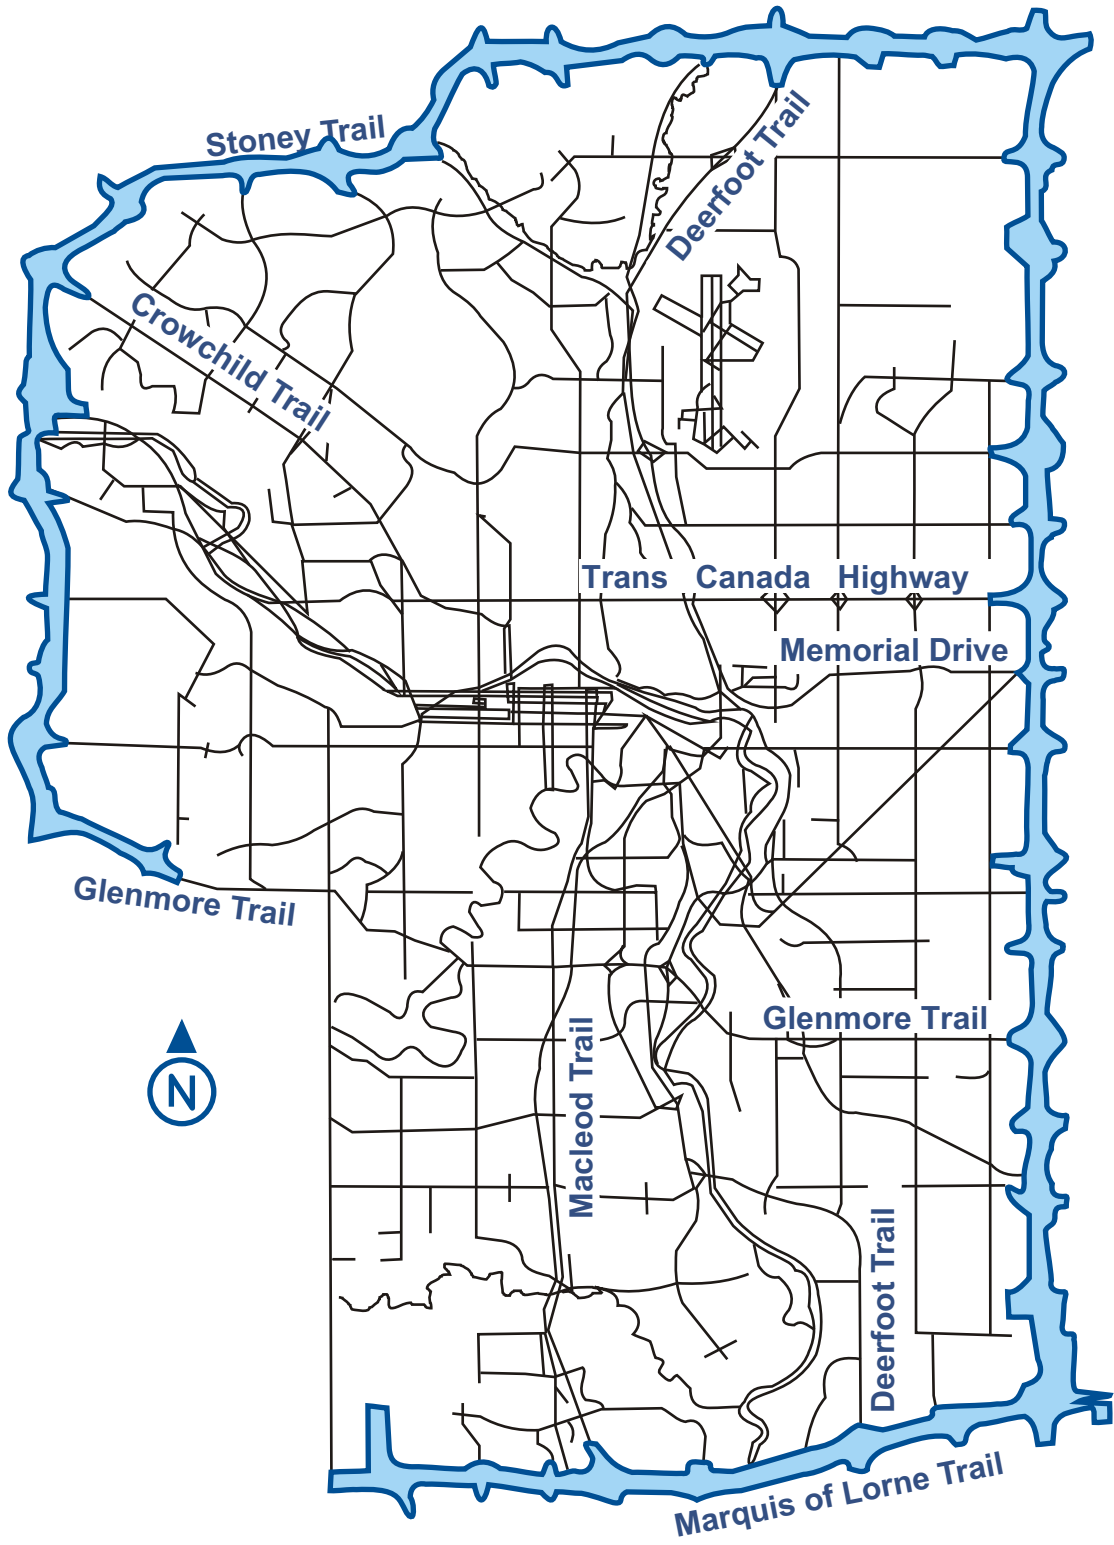 Stoney Trail
Deerfoot Trail
Crowchild Trail
Trans Canada Highway
Memorial Drive
Glenmore Trail
Glenmore Trail
Macleod Trail
N
Deerfoot Trail
Marquis of Lorne Trail